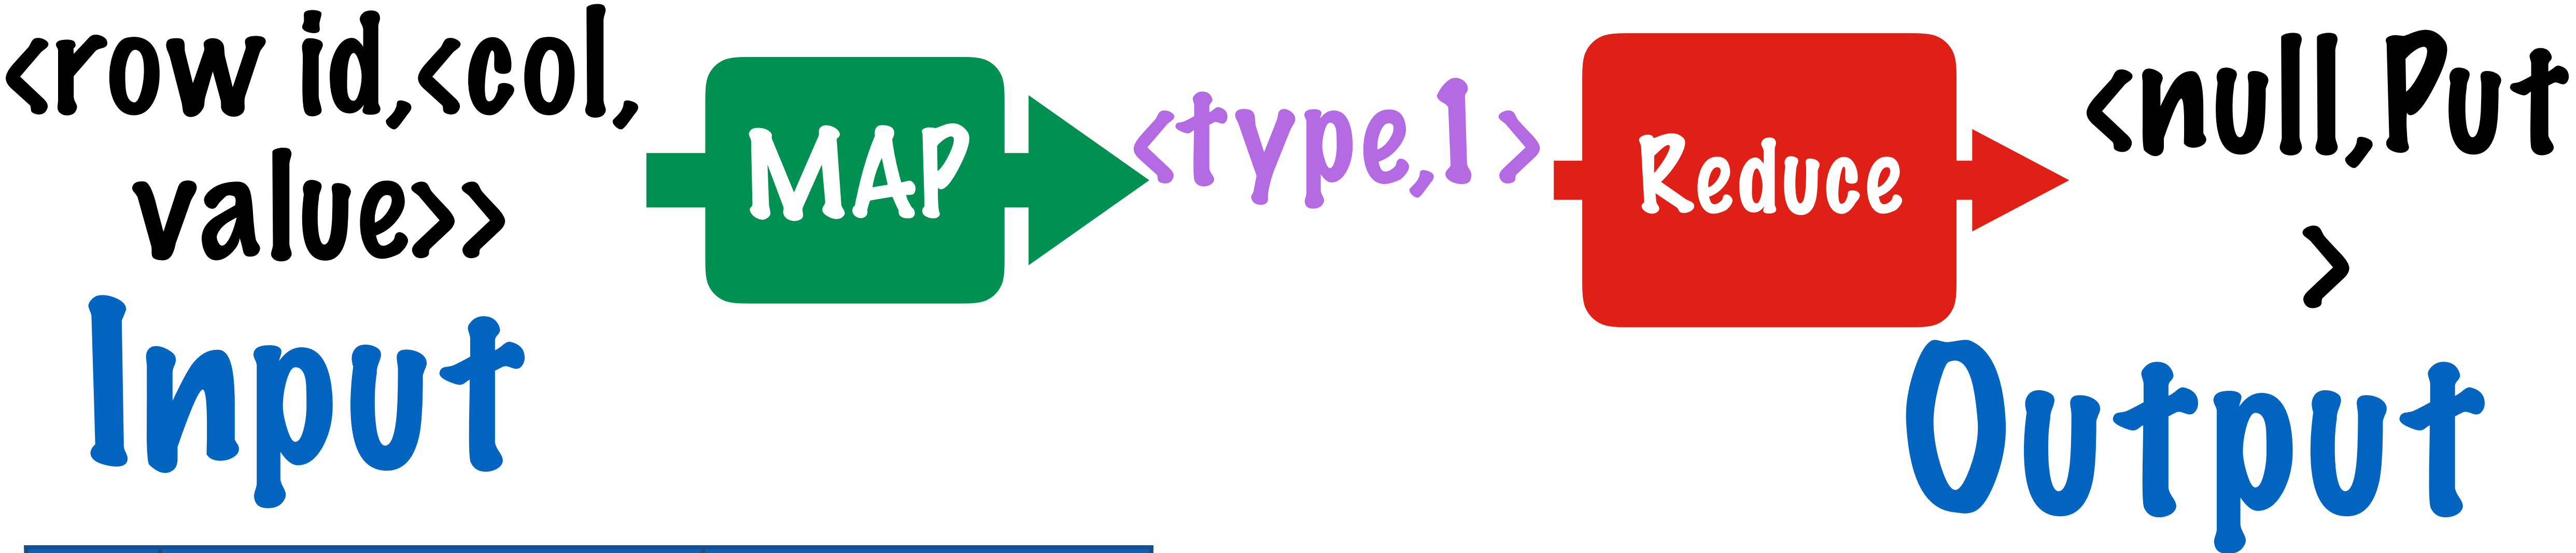 <row id,<col,
value>>
Input
MAP
<type,1>
Reduce
<null,Put
>
Output